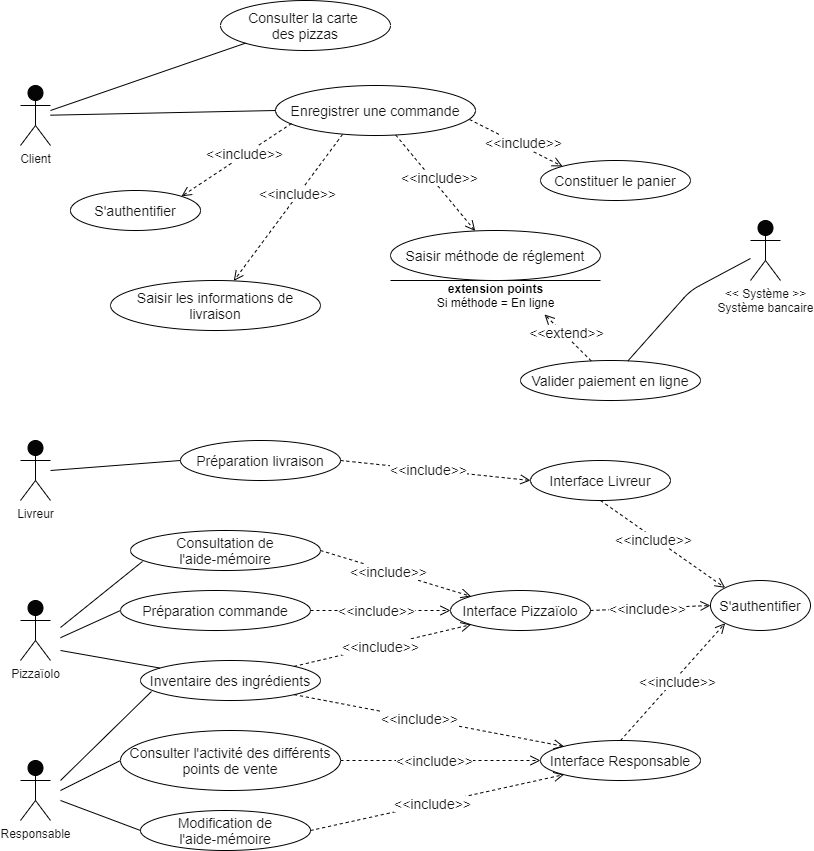 Consulter la carte
des pizzas
Enregistrer une commande
Client
<<include>>
<<include>>
<<include>>
<<include>>
S'authentifier
Constituer le panier
Saisir méthode de réglement
extension points
Si méthode = En ligne
Saisir les informations de
livraison
<< Système >>
Système bancaire
<<extend>>
Valider paiement en ligne
Préparation livraison
<<include>>
Interface Livreur
Livreur
<<include>>
Consultation de
l'aide-mémoire
<<include>>
Préparation commande
<<include>>
Interface Pizzaïolo
<<include>>
S'authentifier
Pizzaïolo
<<include>>
Inventaire des ingrédients
<<include>>
<<include>>
Consulter l'activité des différents
points de vente
<<include>>
Interface Responsable
Responsable
<<include>>
Modification de
l'aide-mémoire